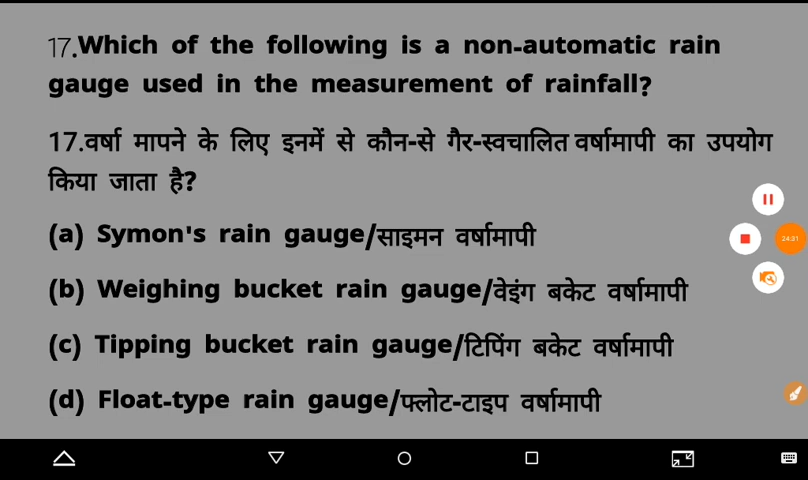 17.Which of the following is a non-automatic rain
gauge used in the measurement of rainfall?
17.वर्षा मापने के लिए इनमें से कौन-से गैर-स्वचालित वर्षामापी का उपयोग
किया जाता है?
(a) Symon's rain gauge/साइमन वर्षामापी
(b) Weighing bucket rain gauge/वेइंग बकेट वर्षामापी
(c) Tipping bucket rain gauge/टिपिंग बकेट वर्षामापी
(d) Float-type rain gauge/फ्लोट-टाइप वर्षामापी
24:31